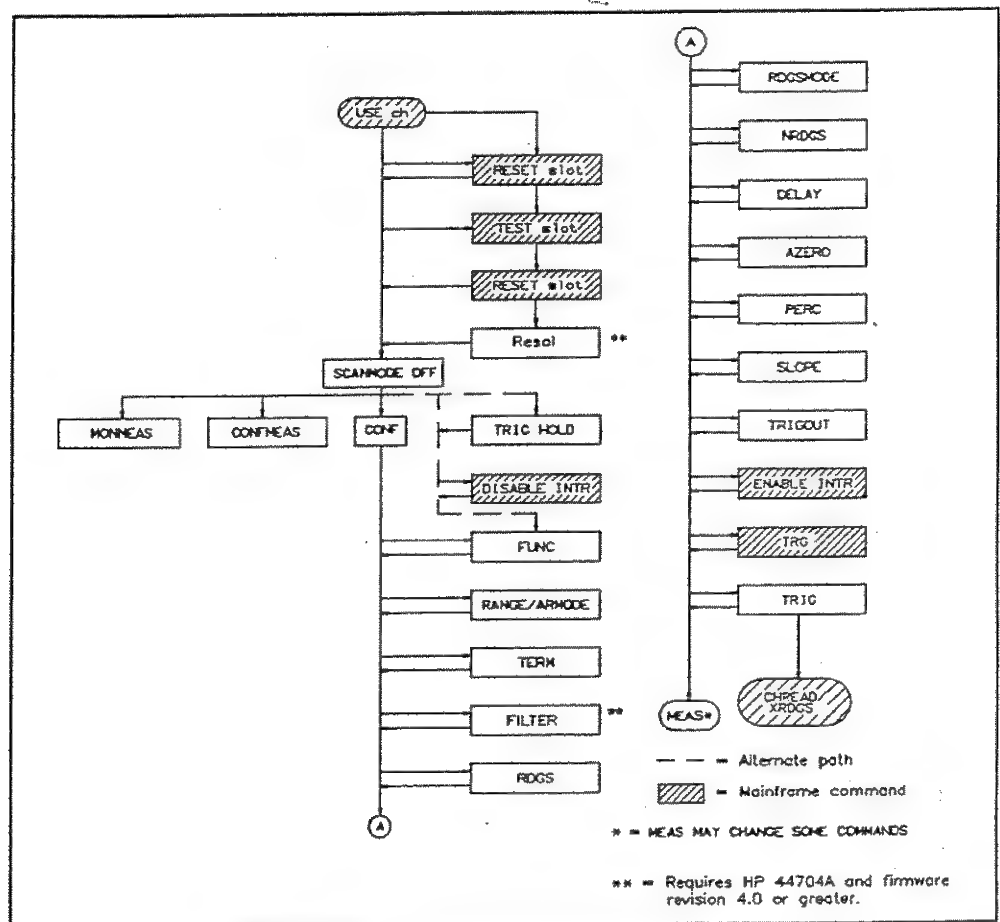 USE ch
RESET slot
TEST slot
RESET slot
Resol **
SCANMODE OFF
MONMEAS
CONFMEAS
CONF
TRIG HOLD
DISABLE INTR
FUNC
RANGE/ARMODE
TERM
FILTER **
RDGS
A
A
RDGSMODE
NRDGS
DELAY
AZERO
PERC
SLOPE
TRIGOUT
ENABLE INTR
TRG
TRIG
CHREAD
XRDGS
MEAS*
= Alternate path
= Mainframe command
* = MEAS MAY CHANGE SOME COMMANDS
** = Requires HP 44704A and firmware
revision 4.0 or greater.